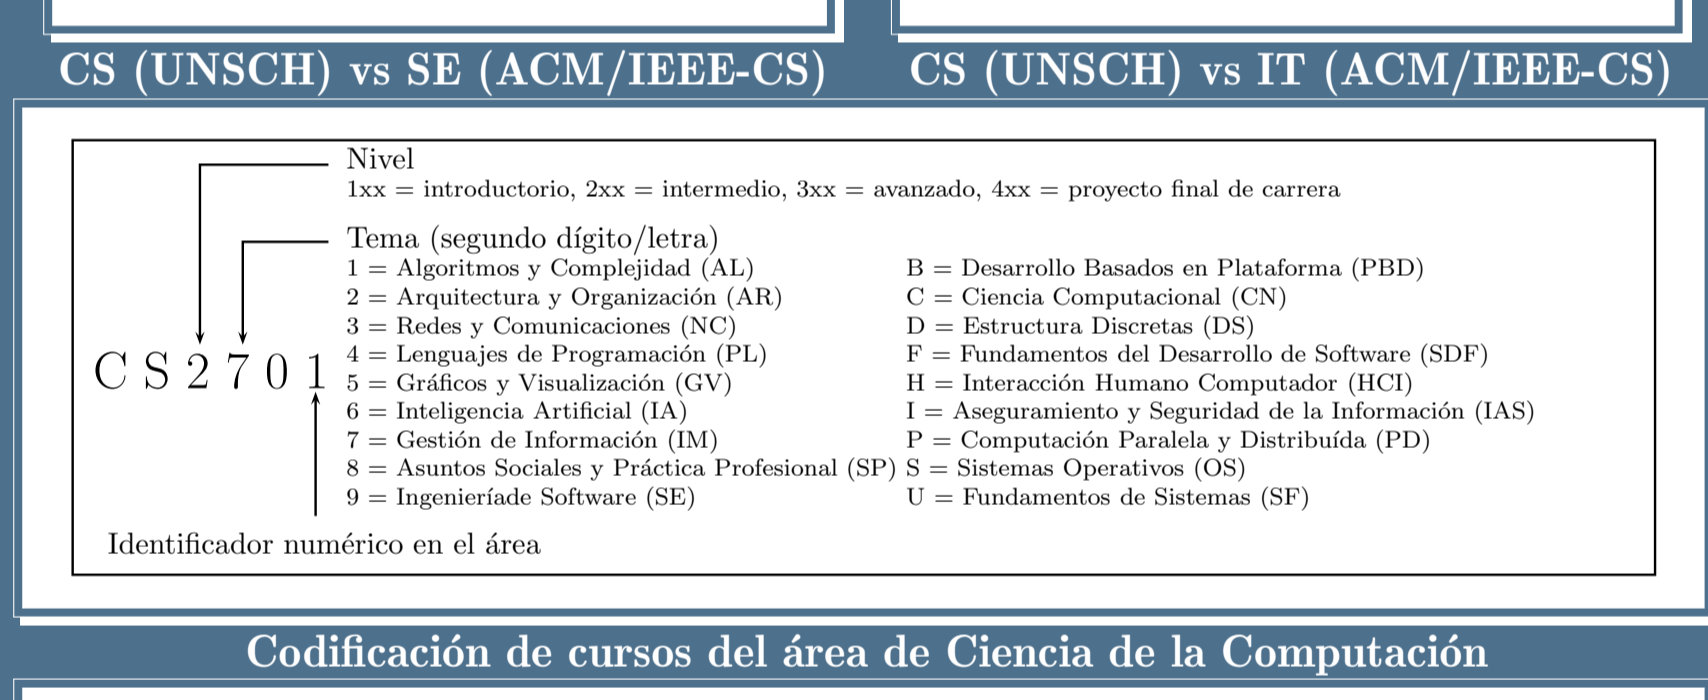 CS (UNSCH) vs SE (ACM/IEEE-CS)
CS (UNSCH) vs IT (ACM/IEEE-CS)
Nivel
1xx = introductorio, 2xx = intermedio, 3xx = avanzado, 4xx = proyecto final de carrera
Tema (segundo dígito/letra)
1 = Algoritmos y Complejidad (AL)
2 = Arquitectura y Organización (AR)
3 = Redes y Comunicaciones (NC)
4 = Lenguajes de Programación (PL)
5 = Gráficos y Visualización (GV)
6 = Inteligencia Artificial (IA)
7 = Gestión de Información (IM)
8 = Asuntos Sociales y Práctica Profesional (SP)
9 = Ingenieríade Software (SE)
B = Desarrollo Basados en Plataforma (PBD)
C = Ciencia Computacional (CN)
D = Estructura Discretas (DS)
F = Fundamentos del Desarrollo de Software (SDF)
H = Interacción Humano Computador (HCI)
I = Aseguramiento y Seguridad de la Información (IAS)
P = Computación Paralela y Distribuída (PD)
S = Sistemas Operativos (OS)
U = Fundamentos de Sistemas (SF)
C S 2 7 0 1
Identificador numérico en el área
Codificación de cursos del área de Ciencia de la Computación